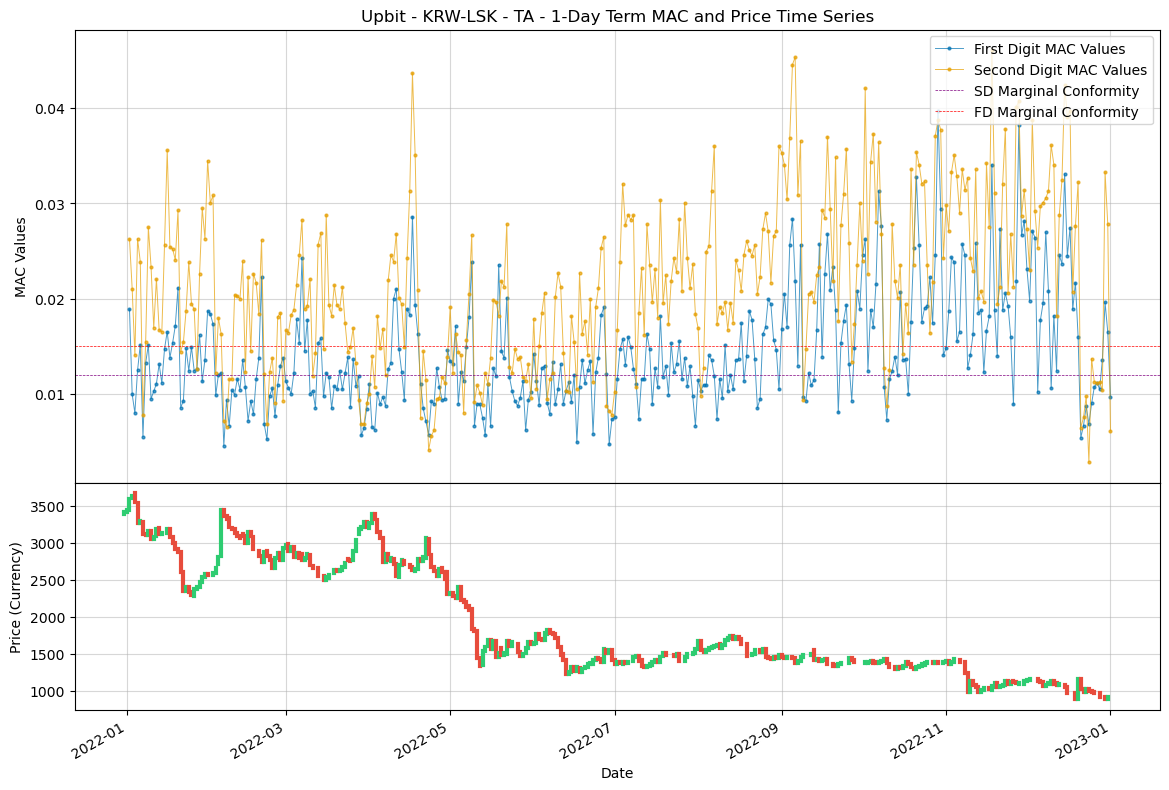 Upbit - KRW-LSK - TA - 1-Day Term MAC and Price Time Series
First Digit MAC Values
Second Digit MAC Values
SD Marginal Conformity
FD Marginal Conformity
MAC Values
0.04
0.03
0.02
0.01
Price (Currency)
3500
3000
2500
2000
1500
1000
2022-01
2022-03
2022-05
2022-07
2022-09
2022-11
2023-01
Date